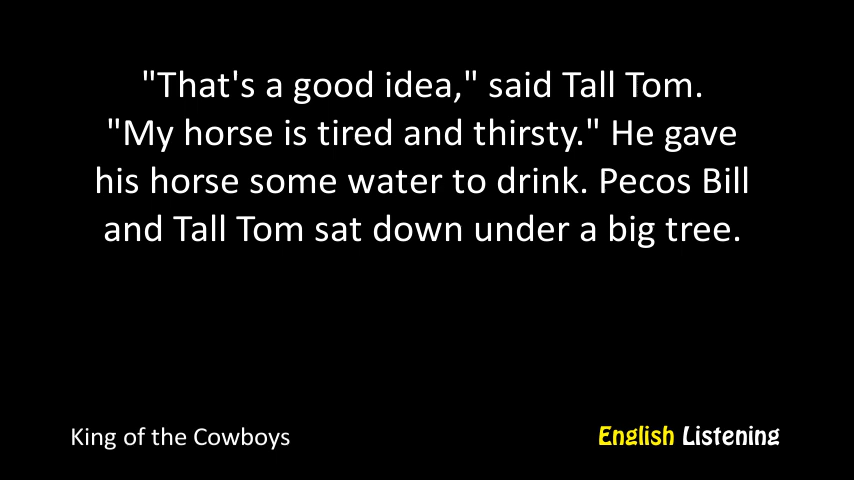 "That's a good idea," said Tall Tom.
"My horse is tired and thirsty." He gave
his horse some water to drink. Pecos Bill
and Tall Tom sat down under a big tree.
King of the Cowboys
English Listening